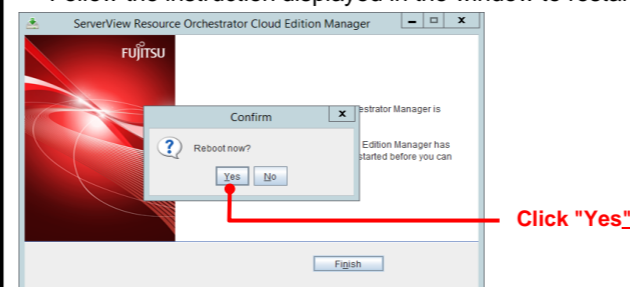 Follow the instruction displayed in the window to restar
ServerView Resource Orchestrator Cloud Edition Manager
FUJITSU
estrator Manager is
Confirm
Edition Manager has
Reboot now?
started before you can
Yes No
Click "Yes"
Finish